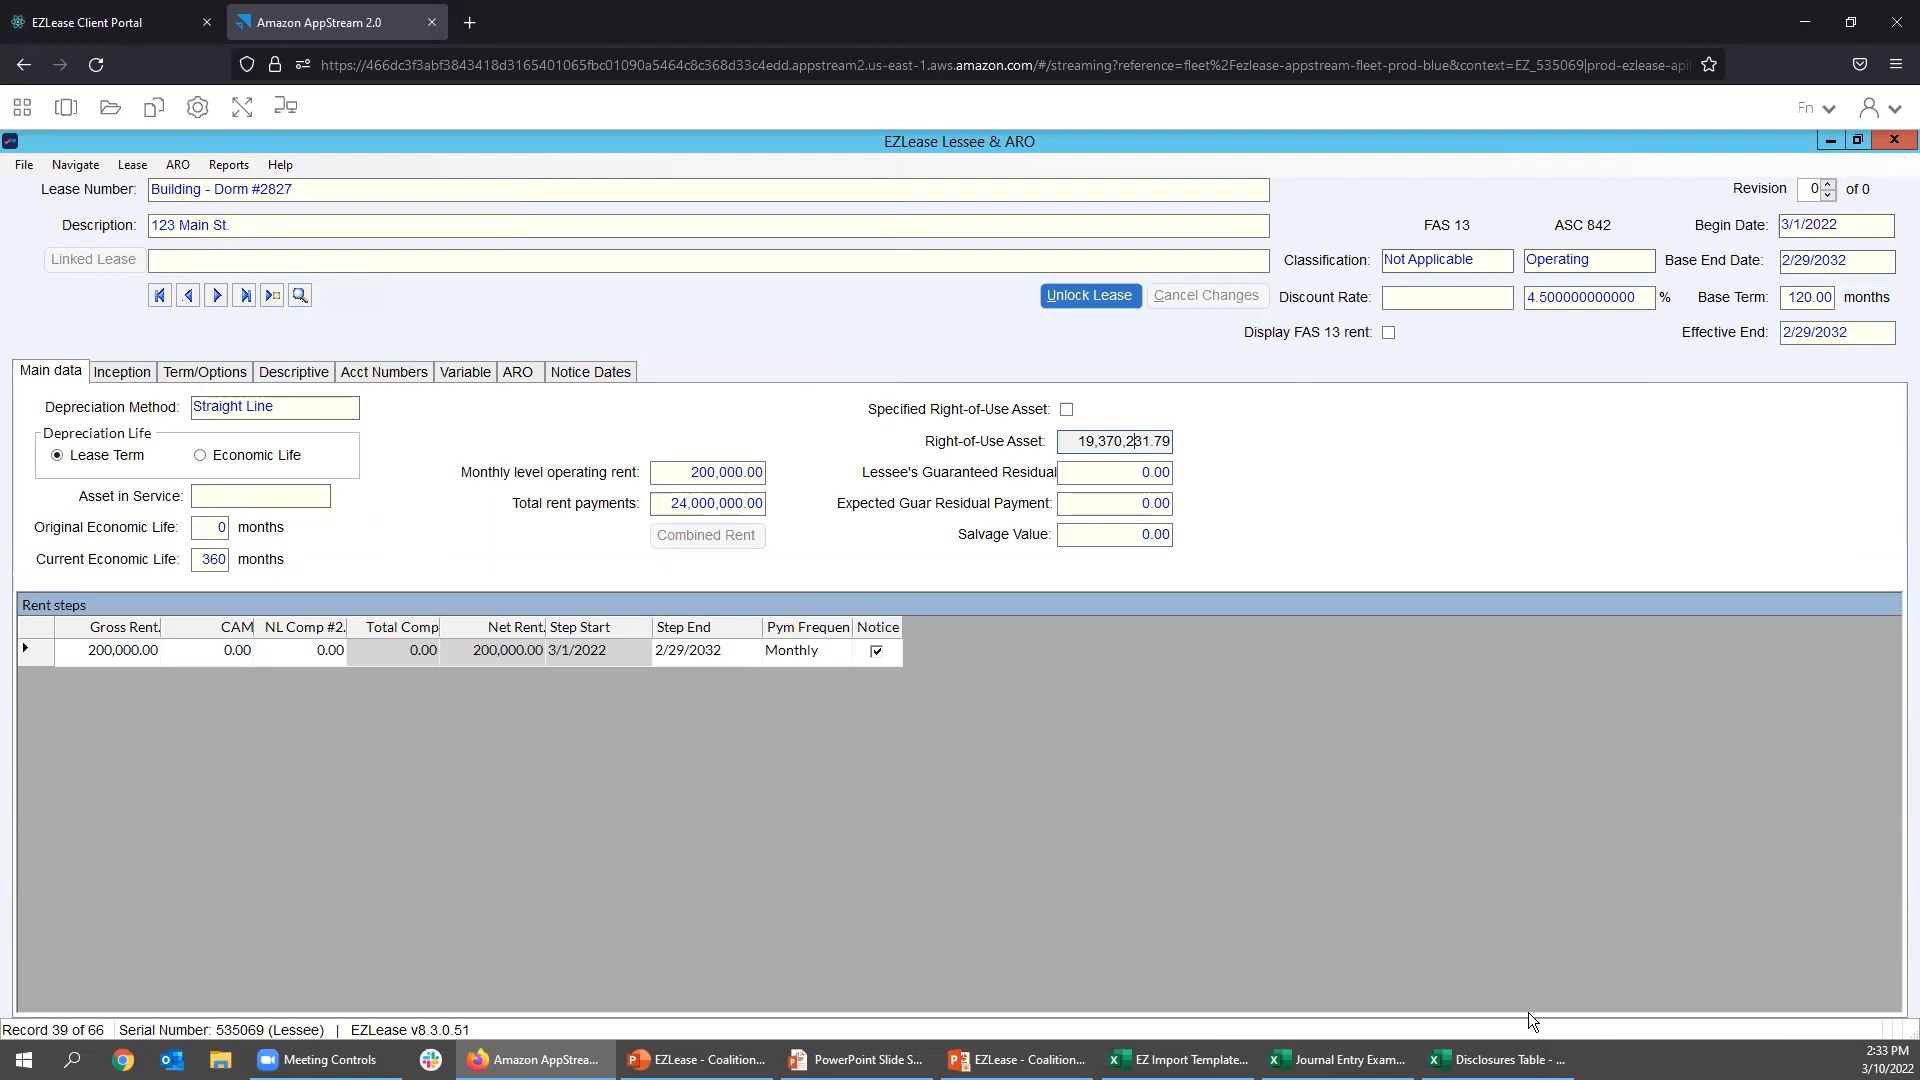 EZLease Client Portal
Amazon AppStream 2.0
https://466dc3f3abf3843418d3165401065fbc01090a5464c8c368d33c4edd.appstream2.us-east-1.aws.amazon.com/#/streaming?reference=fleet%2Fezlease-appstream-fleet-prod-blue&context=EZ_535069|prod-ezlease-api
Fn
EZLease Lessee & ARO
File Navigate Lease ARO Reports Help
Lease Number: Building - Dorm #2827 Revision 0 of 0
Description: 123 Main St. FAS 13 ASC 842 Begin Date: 3/1/2022
Linked Lease Classification: Not Applicable Operating Base End Date: 2/29/2032
Unlock Lease Cancel Changes Discount Rate: 4.500000000000 % Base Term: 120.00 months
Display FAS 13 rent: Effective End: 2/29/2032
Main data Inception Term/Options Descriptive Acct Numbers Variable ARO Notice Dates
Depreciation Method: Straight Line Specified Right-of-Use Asset:
Depreciation Life Right-of-Use Asset: 19,370,231.79
Lease Term Economic Life
Monthly level operating rent: 200,000.00 Lessee's Guaranteed Residual 0.00
Asset in Service: Total rent payments: 24,000,000.00 Expected Guar Residual Payment: 0.00
Original Economic Life: 0 months Combined Rent Salvage Value: 0.00
Current Economic Life: 360 months
Rent steps
Gross Rent. CAM NL Comp #2. Total Comp Net Rent. Step Start Step End Pym Frequen Notice
200,000.00 0.00 0.00 0.00 200,000.00 3/1/2022 2/29/2032 Monthly
Record 39 of 66 Serial Number: 535069 (Lessee) | EZLease v8.3.0.51
Meeting Controls Amazon AppStrea... EZLease - Coalition... PowerPoint Slide S... EZLease - Coalition... EZ Import Template... Journal Entry Exam... Disclosures Table - ... 2:33 PM
3/10/2022